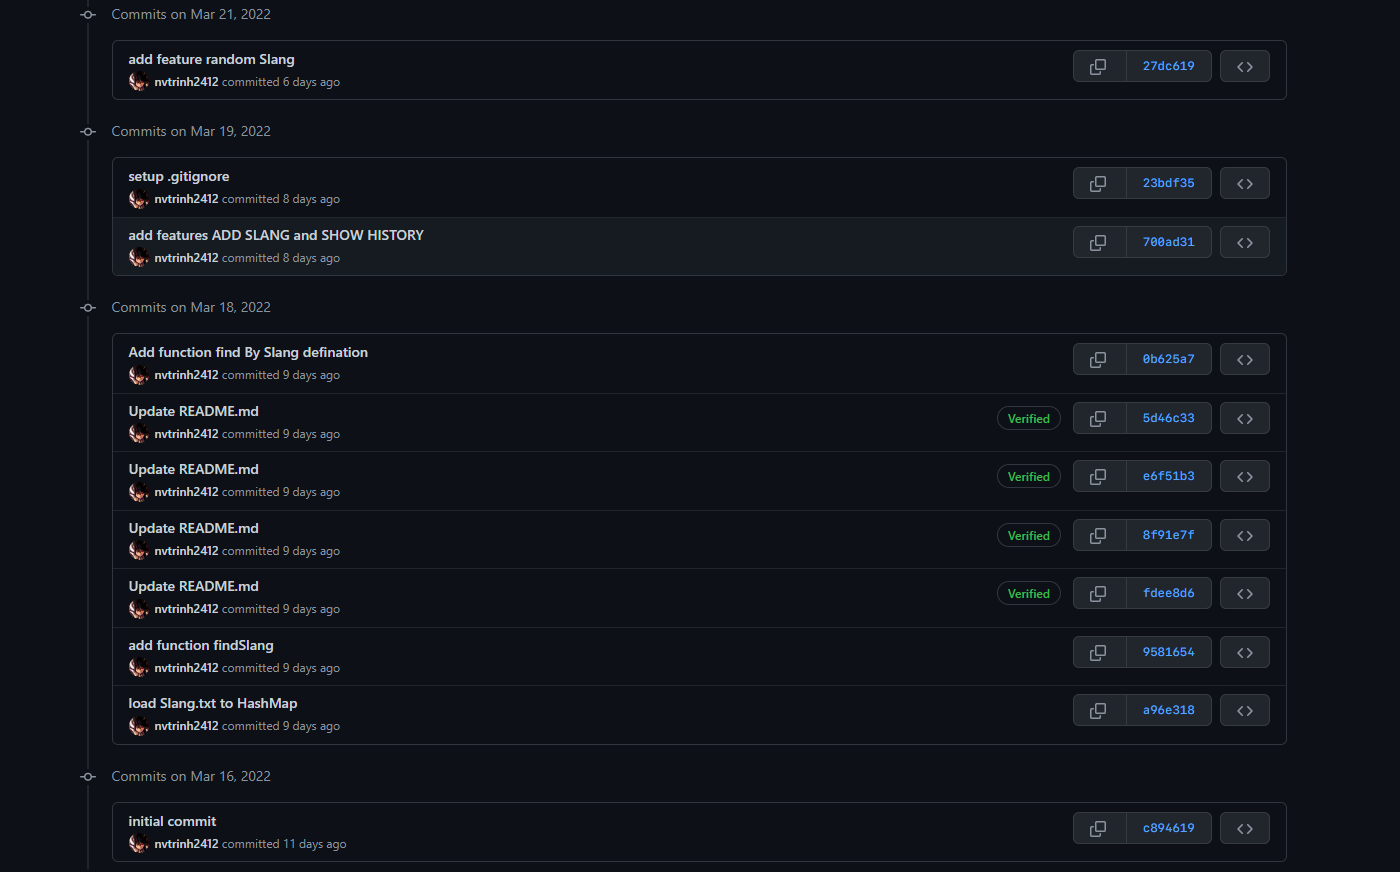 Commits on Mar 21, 2022
add feature random Slang
27dc619
nvtrinh2412 committed 6 days ago
Commits on Mar 19, 2022
setup .gitignore
23bdf35
nvtrinh2412 committed 8 days ago
add features ADD SLANG and SHOW HISTORY
700ad31
nvtrinh2412 committed 8 days ago
Commits on Mar 18, 2022
Add function find By Slang defination
0b625a7
nvtrinh2412 committed 9 days ago
Update README.md
Verified 5d46c33
nvtrinh2412 committed 9 days ago
Update README.md
Verified e6f51b3
nvtrinh2412 committed 9 days ago
Update README.md
Verified 8f91e7f
nvtrinh2412 committed 9 days ago
Update README.md
Verified fdee8d6
nvtrinh2412 committed 9 days ago
add function findSlang
9581654
nvtrinh2412 committed 9 days ago
load Slang.txt to HashMap
a96e318
nvtrinh2412 committed 9 days ago
Commits on Mar 16, 2022
initial commit
c894619
nvtrinh2412 committed 11 days ago